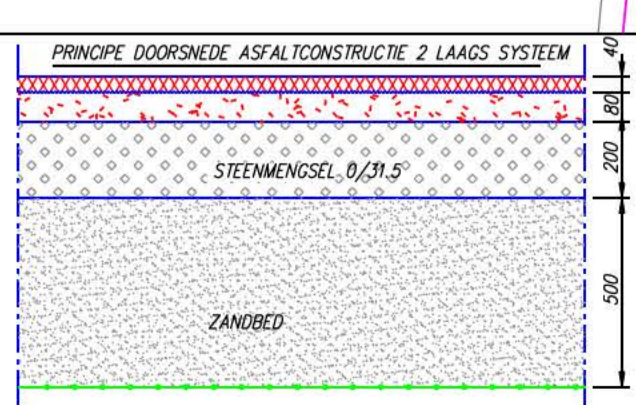 PRINCIPE DOORSNEDE ASFALTCONSTRUCTIE 2 LAAGS SYSTEEM
40
80
STEENMENGSEL 0/31.5
200
ZANDBED
500